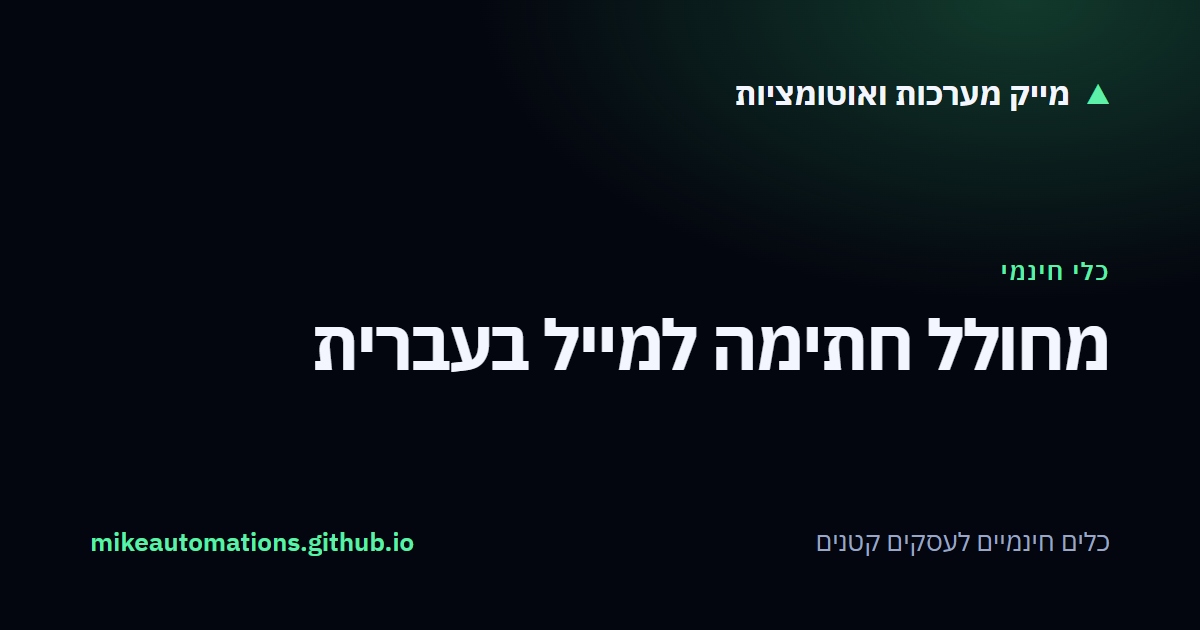 ▲ מייק מערכות ואוטומציות
כלי חינמי
מחולל חתימה למייל בעברית
כלים חינמיים לעסקים קטנים
mikeautomations.github.io